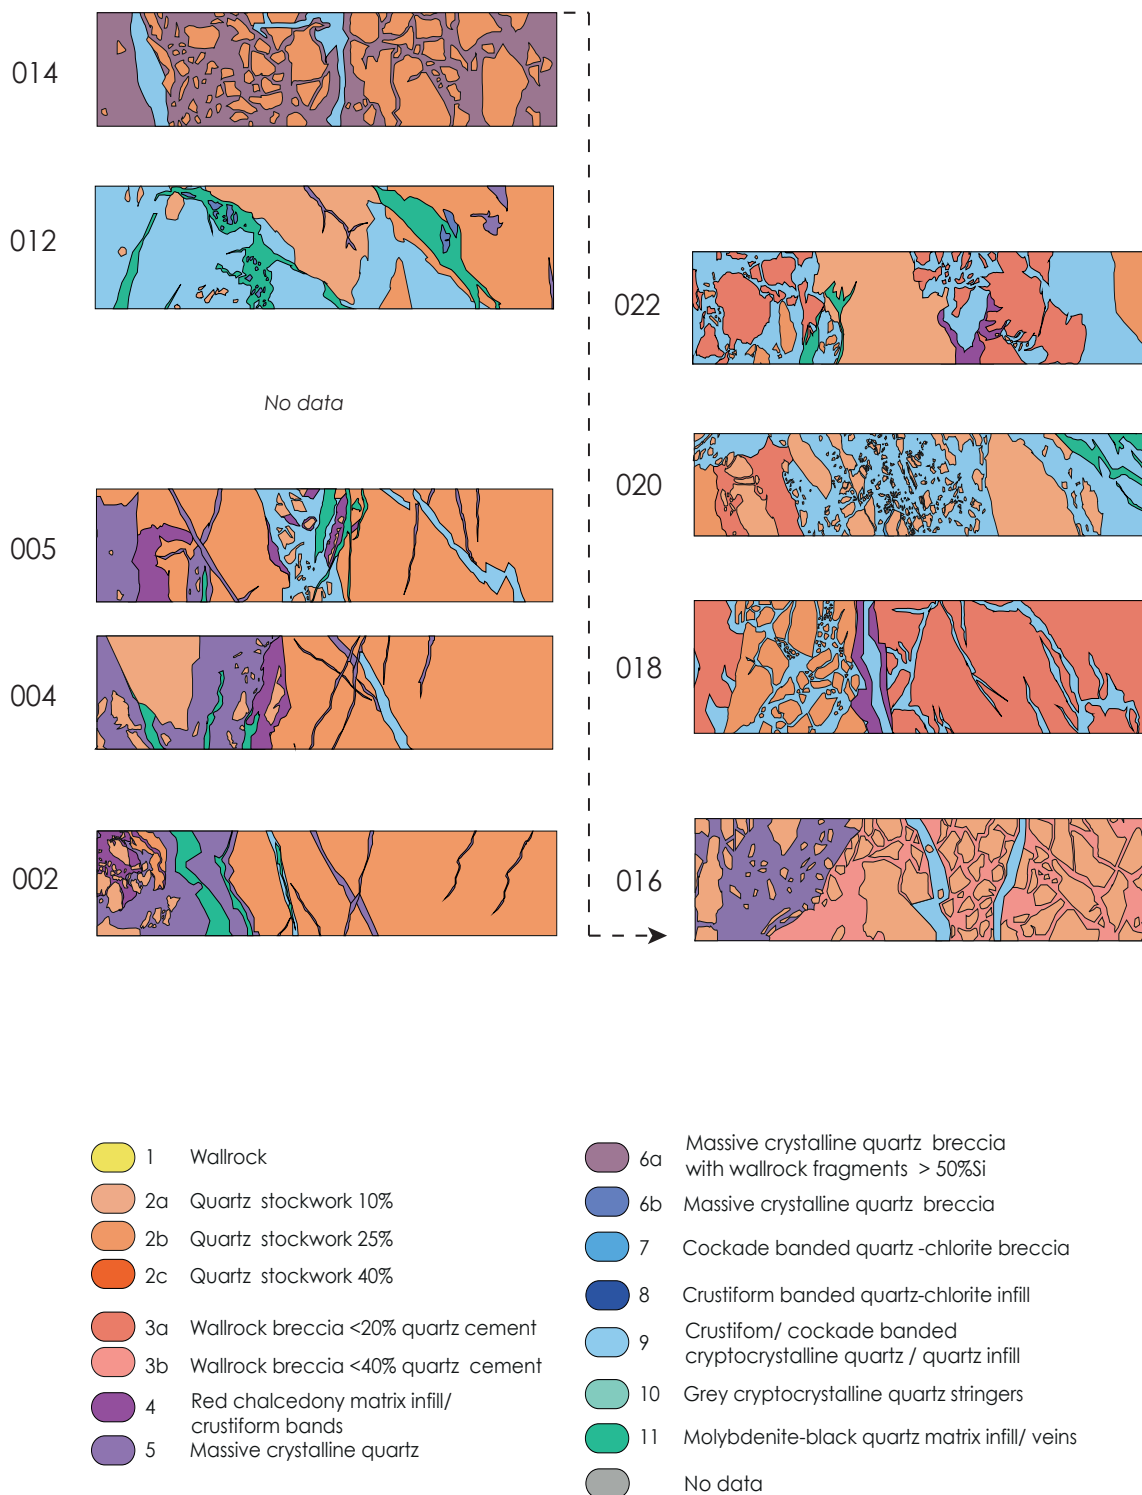 014
012
No data
005
004
002
022
020
018
016
1 Wallrock
2a Quartz stockwork 10%
2b Quartz stockwork 25%
2c Quartz stockwork 40%
3a Wallrock breccia <20% quartz cement
3b Wallrock breccia <40% quartz cement
4 Red chalcedony matrix infill/
crustiform bands
5 Massive crystalline quartz
6a Massive crystalline quartz breccia
with wallrock fragments > 50%Si
6b Massive crystalline quartz breccia
7 Cockade banded quartz -chlorite breccia
8 Crustiform banded quartz-chlorite infill
9 Crustifom/ cockade banded
cryptocrystalline quartz / quartz infill
10 Grey cryptocrystalline quartz stringers
11 Molybdenite-black quartz matrix infill/ veins
No data